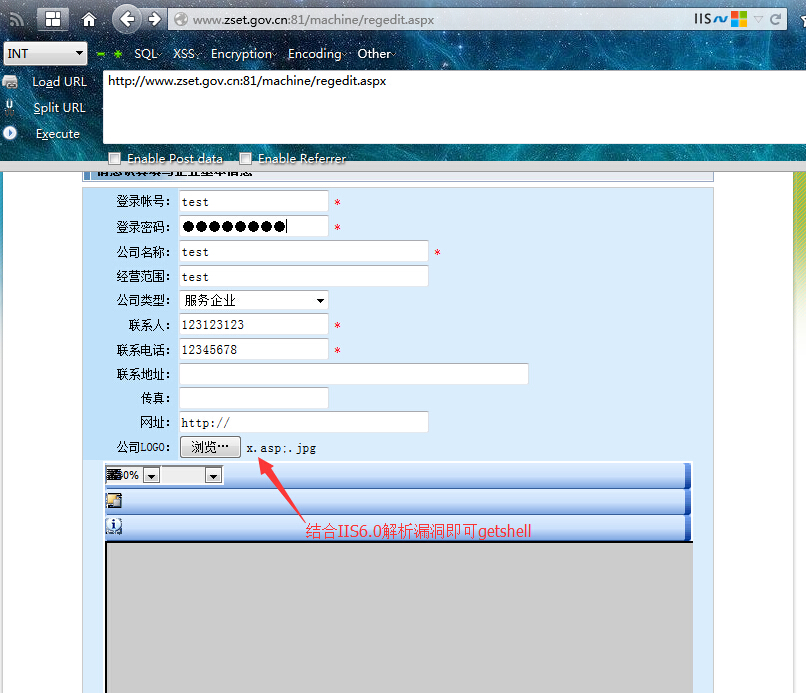 www.zset.gov.cn:81/machine/regedit.aspx IIS
INT SQL XSS Encryption Encoding Other
Load URL http://www.zset.gov.cn:81/machine/regedit.aspx
Split URL
Execute
Enable Post data Enable Referrer
登录帐号: test *
登录密码: ●●●●●●●● *
公司名称: test *
经营范围: test
公司类型: 服务企业
联系人: 123123123 *
联系电话: 12345678 *
联系地址:
传真:
网址: http://
公司LOGO: 浏览… x.asp;.jpg
结合IIS6.0解析漏洞即可getshell